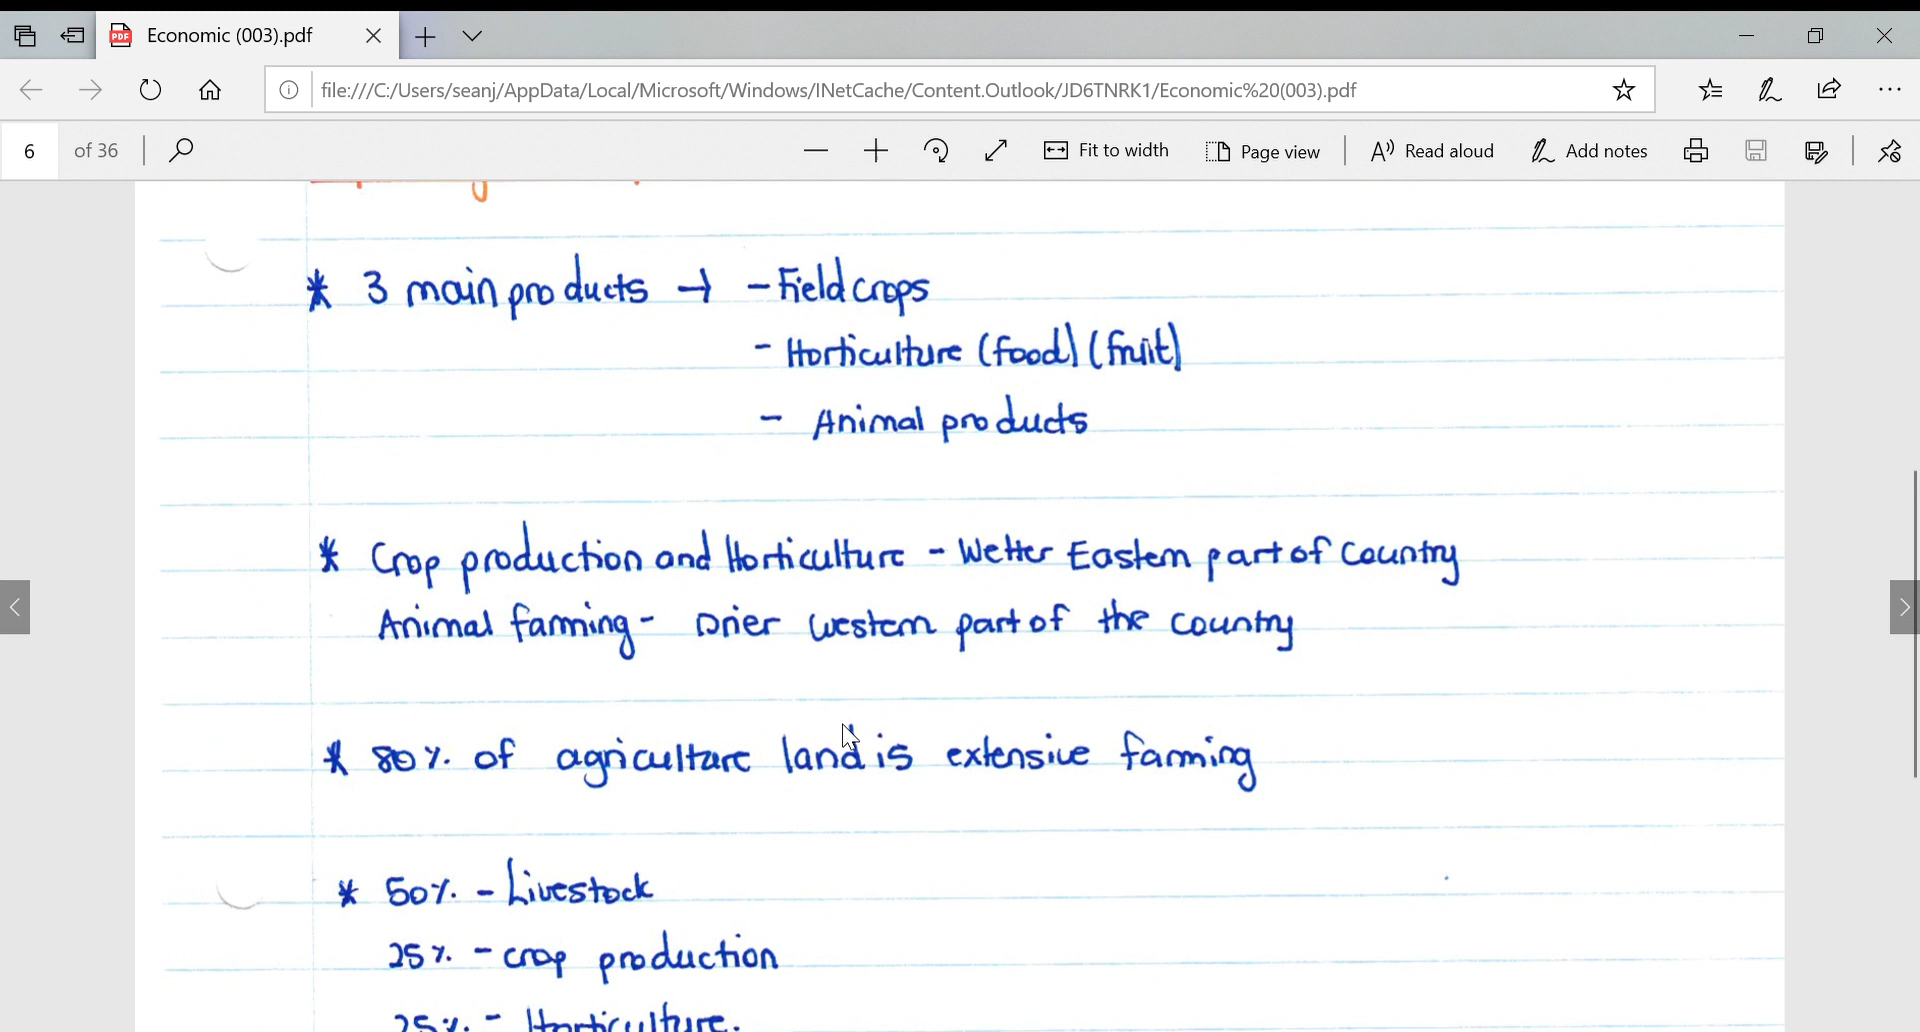 Economic (003).pdf
file:///C:/Users/seanj/AppData/Local/Microsoft/Windows/INetCache/Content.Outlook/JD6TNRK1/Economic%20(003).pdf
6 of 36 Fit to width Page view Read aloud Add notes
* 3 main products → - Field crops
- Horticulture (food) (fruit)
- Animal products
* Crop production and Horticulture - Wetter Eastern part of Country
Animal farming - Drier western part of the country
* 80% of agriculture land is extensive farming
* 50% - Livestock
25% - crop production
25% - Horticulture.